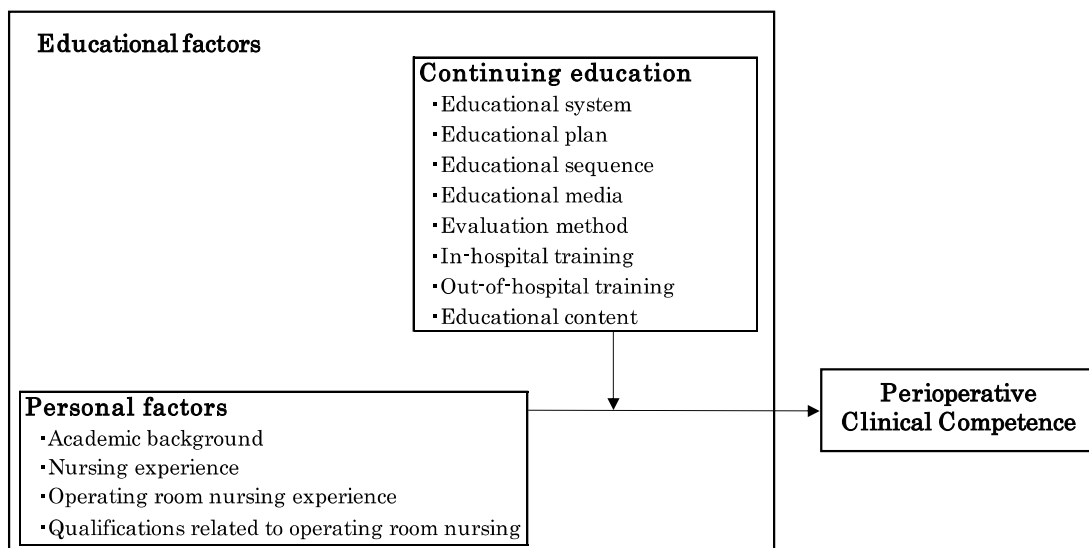 Educational factors
Continuing education
・Educational system
・Educational plan
・Educational sequence
・Educational media
・Evaluation method
・In-hospital training
・Out-of-hospital training
・Educational content
Personal factors
・Academic background
・Nursing experience
・Operating room nursing experience
・Qualifications related to operating room nursing
Perioperative
Clinical Competence